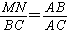 MN/BC = AB/AC